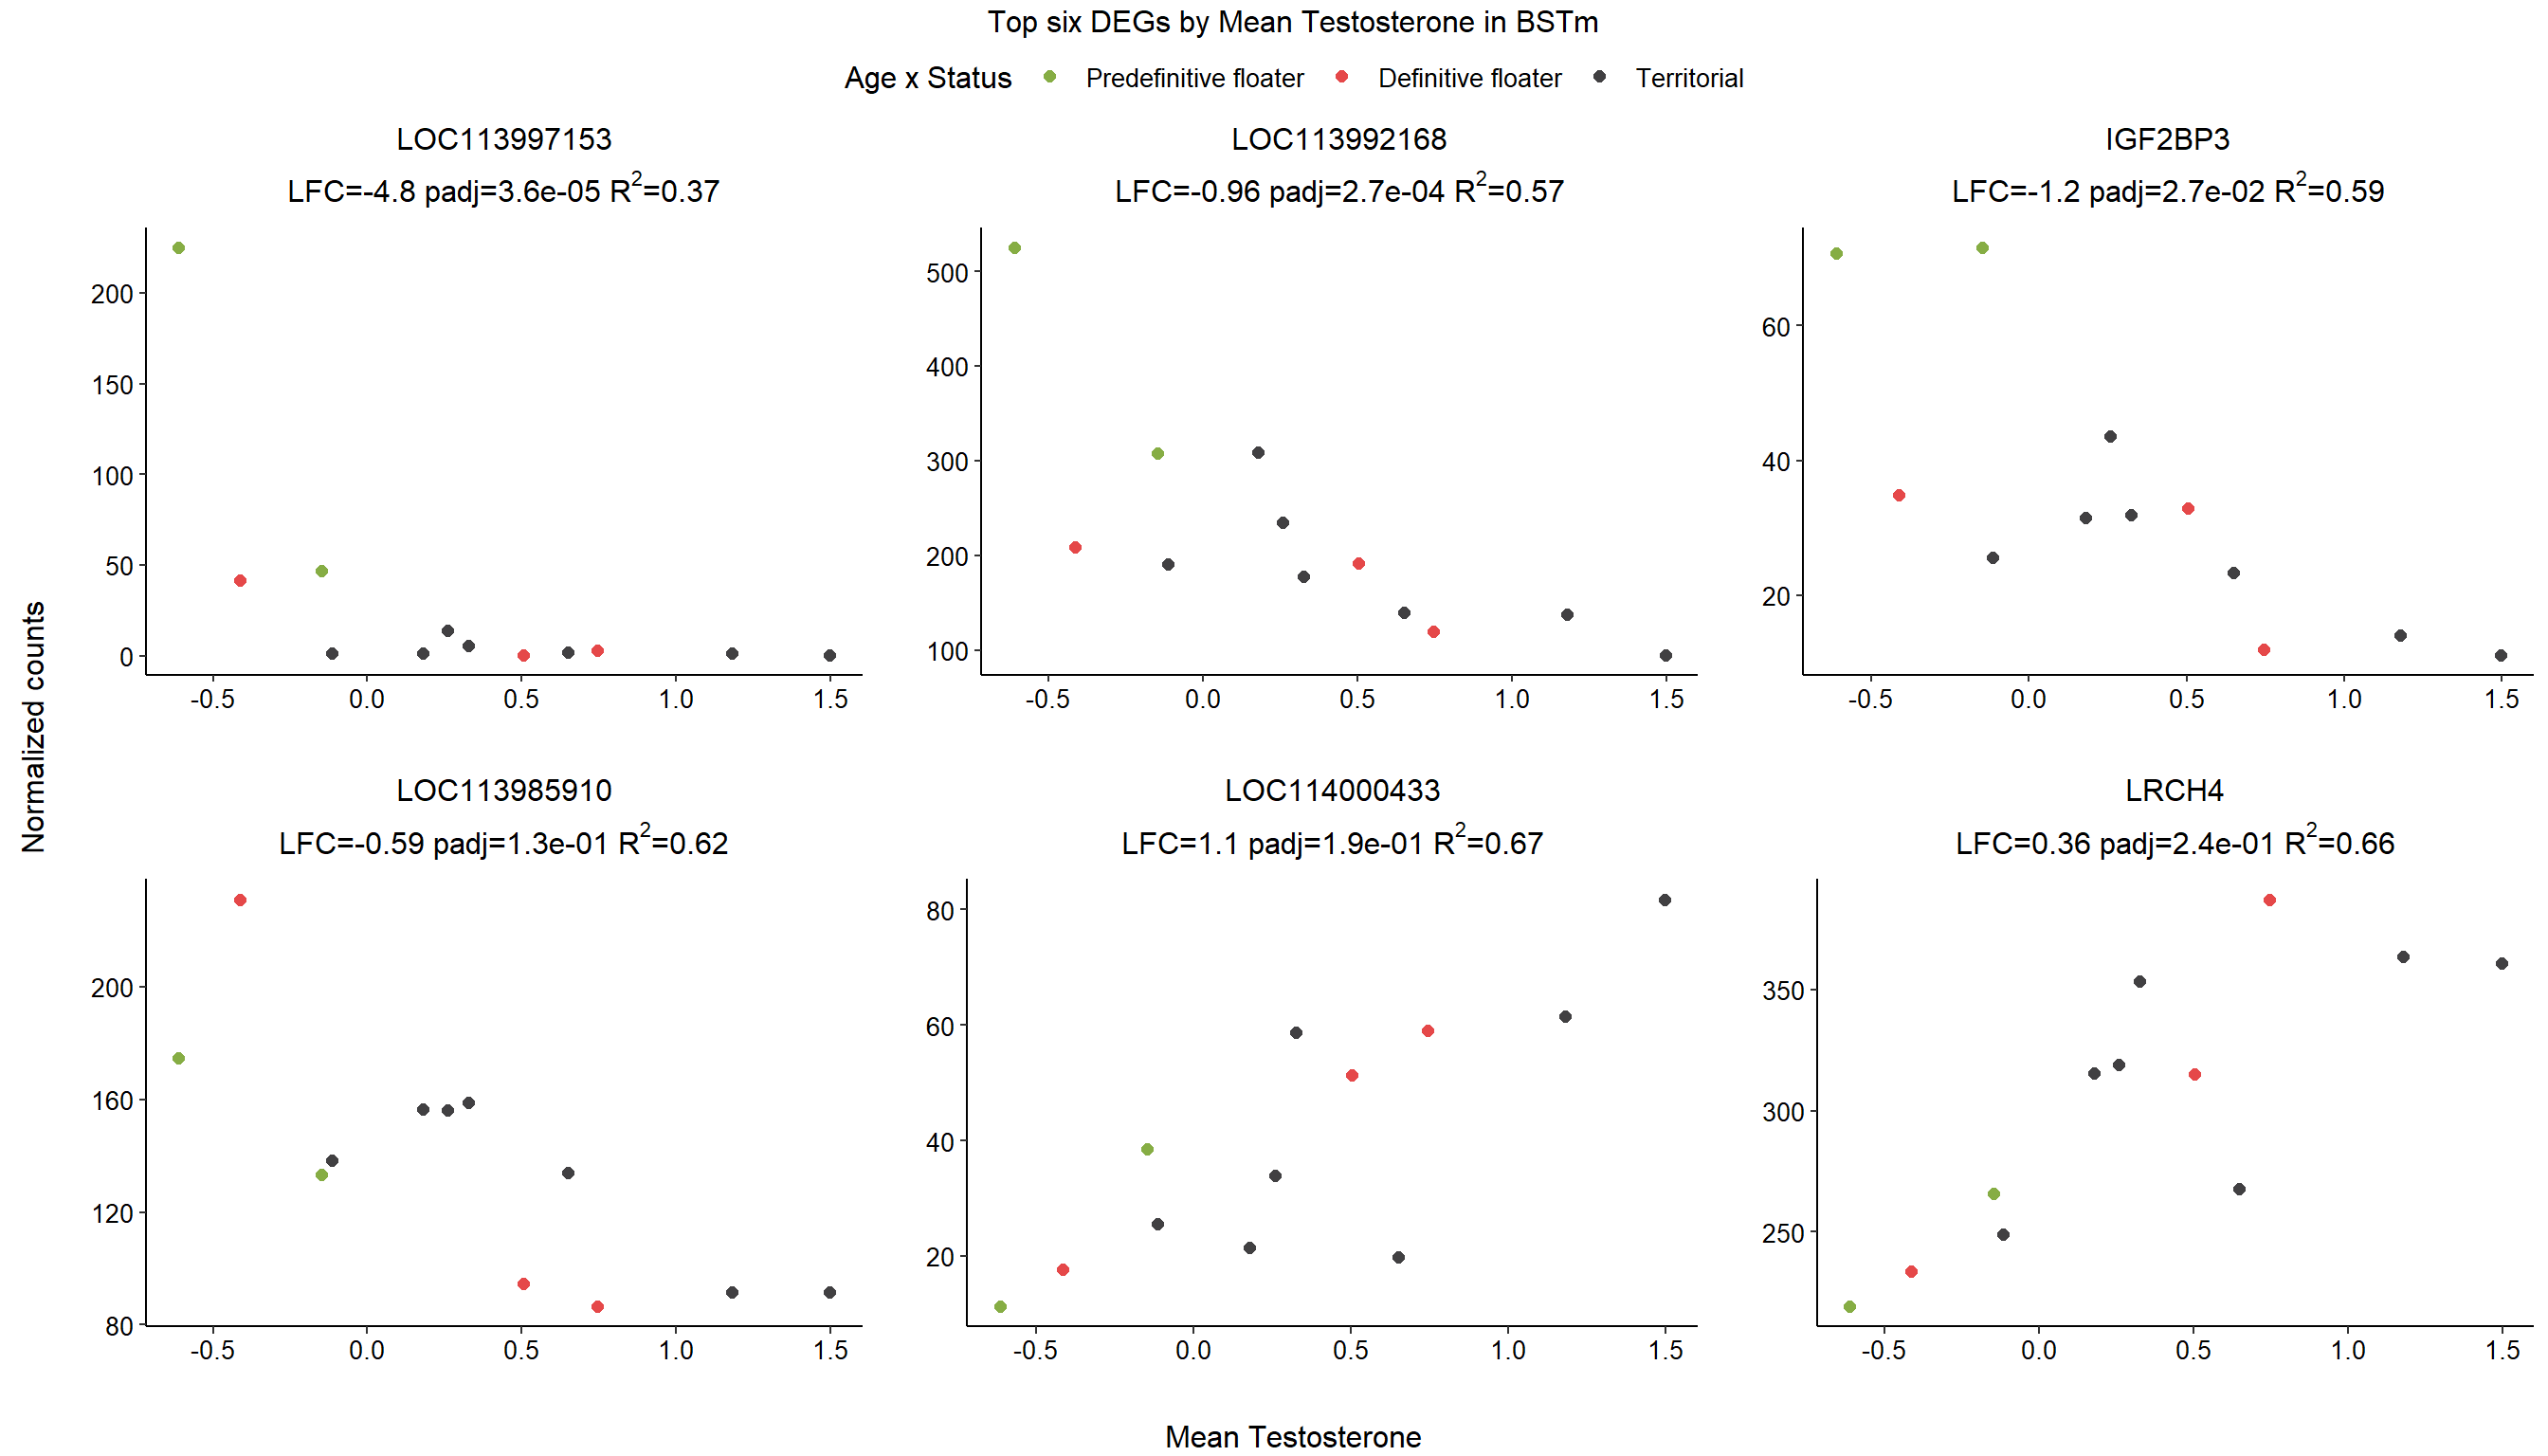 Top six DEGs by Mean Testosterone in BSTm
Age x Status Predefinitive floater Definitive floater Territorial
LOC113997153
LFC=-4.8 padj=3.6e-05 R²=0.37
200
150
100
50
0
-0.5 0.0 0.5 1.0 1.5
LOC113992168
LFC=-0.96 padj=2.7e-04 R²=0.57
500
400
300
200
100
-0.5 0.0 0.5 1.0 1.5
IGF2BP3
LFC=-1.2 padj=2.7e-02 R²=0.59
60
40
20
-0.5 0.0 0.5 1.0 1.5
Normalized counts
LOC113985910
LFC=-0.59 padj=1.3e-01 R²=0.62
200
160
120
80
-0.5 0.0 0.5 1.0 1.5
LOC114000433
LFC=1.1 padj=1.9e-01 R²=0.67
80
60
40
20
-0.5 0.0 0.5 1.0 1.5
LRCH4
LFC=0.36 padj=2.4e-01 R²=0.66
350
300
250
-0.5 0.0 0.5 1.0 1.5
Mean Testosterone